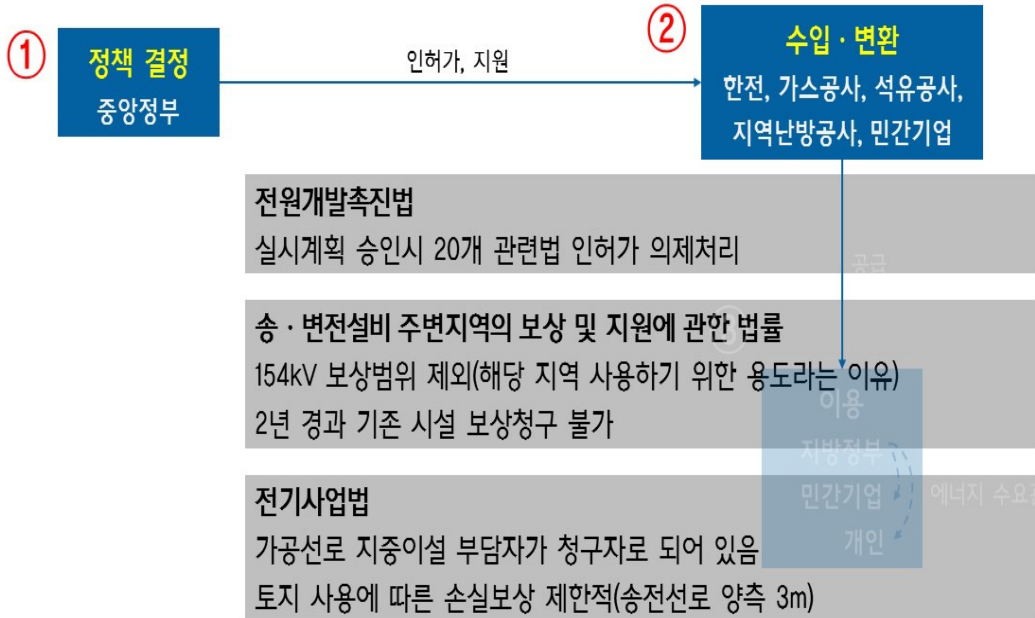 ①
정책 결정
중앙정부
인허가, 지원
②
수입 · 변환
한전, 가스공사, 석유공사,
지역난방공사, 민간기업
전원개발촉진법
실시계획 승인시 20개 관련법 인허가 의제처리
공급
③
송 · 변전설비 주변지역의 보상 및 지원에 관한 법률
154kV 보상범위 제외(해당 지역 사용하기 위한 용도라는 이유)
2년 경과 기존 시설 보상청구 불가
이용
지방정부
민간기업
개인
에너지
전기사업법
가공선로 지중이설 부담자가 청구자로 되어 있음
토지 사용에 따른 손실보상 제한적(송전선로 양측 3m)